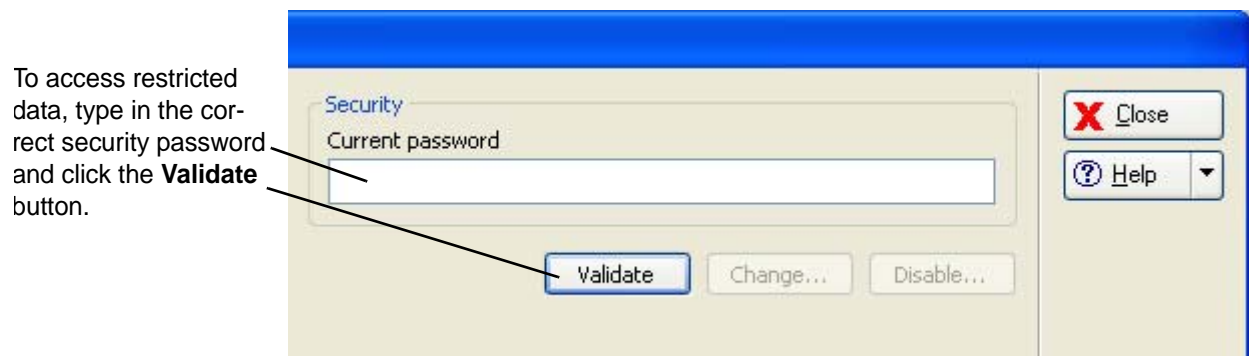 To access restricted
data, type in the cor-
rect security password
and click the Validate
button.
Security
Current password
Close
Help
Validate
Change...
Disable...